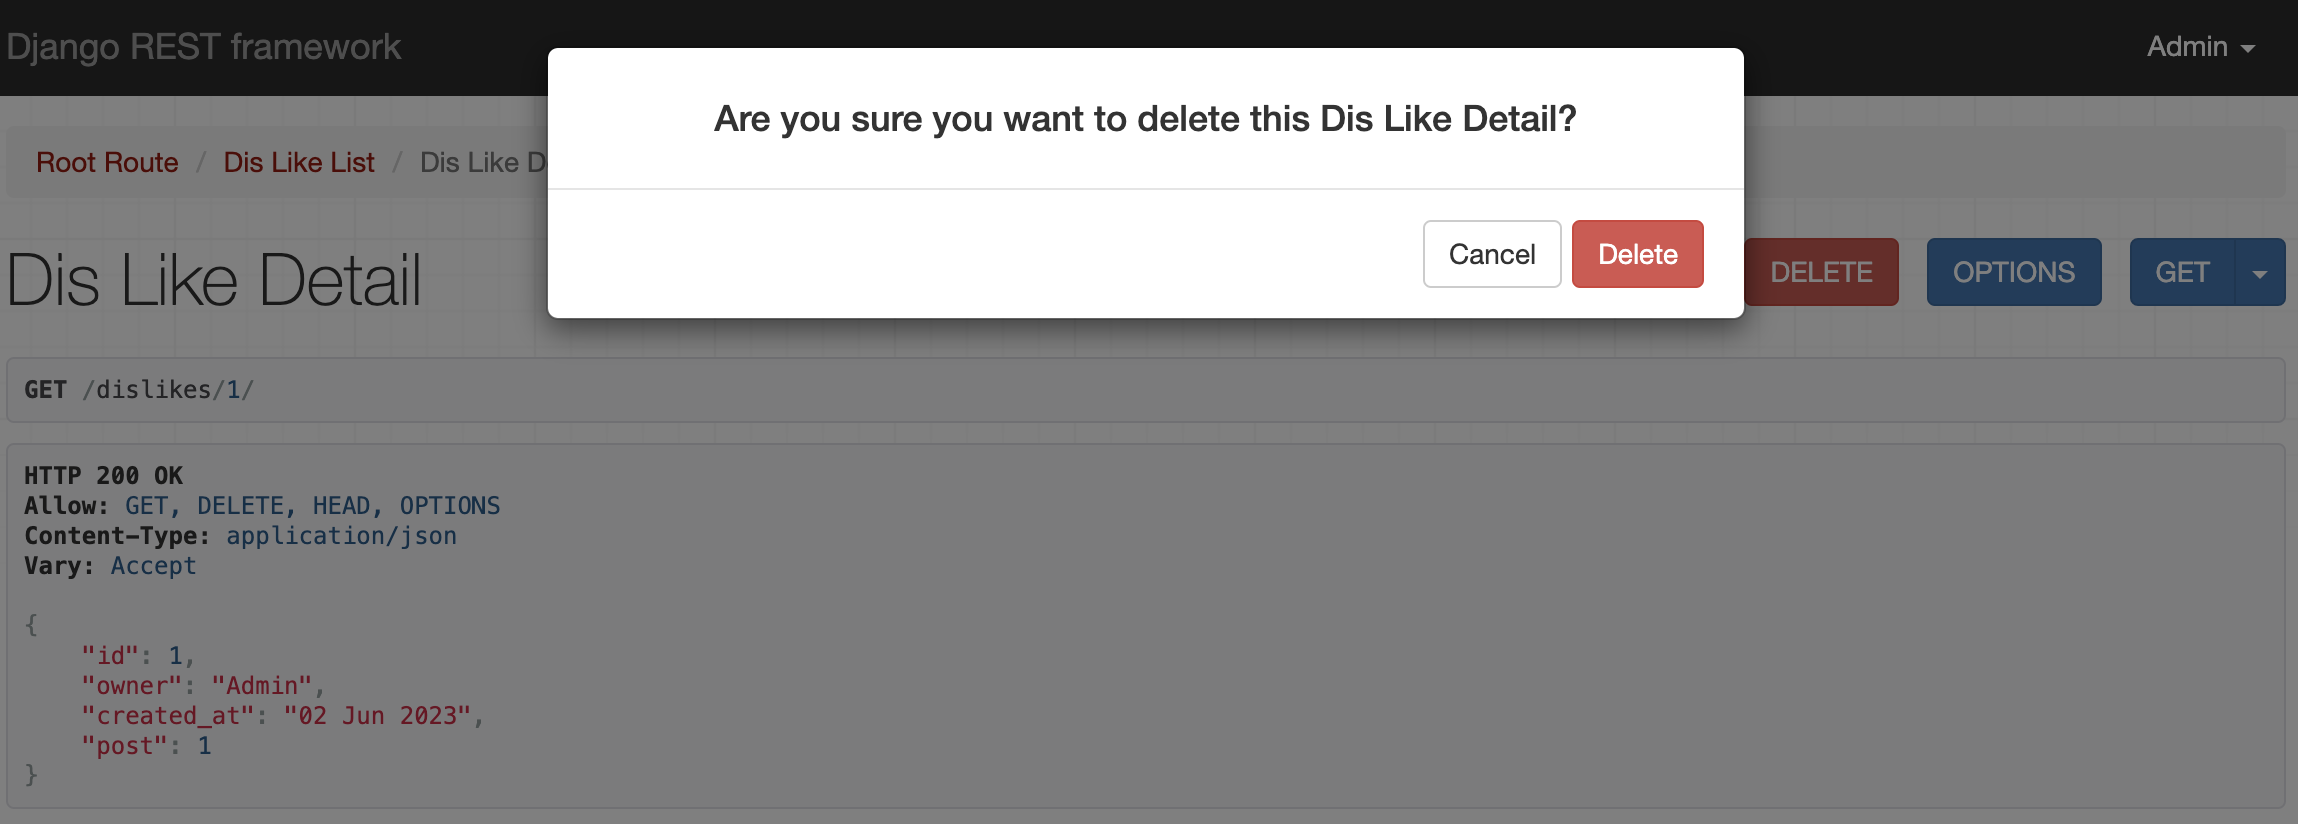 Django REST framework
Admin
Are you sure you want to delete this Dis Like Detail?
Root Route / Dis Like List / Dis Like
Cancel Delete
Dis Like Detail
DELETE OPTIONS GET
GET /dislikes/1/
HTTP 200 OK
Allow: GET, DELETE, HEAD, OPTIONS
Content-Type: application/json
Vary: Accept
{
"id": 1,
"owner": "Admin",
"created_at": "02 Jun 2023",
"post": 1
}